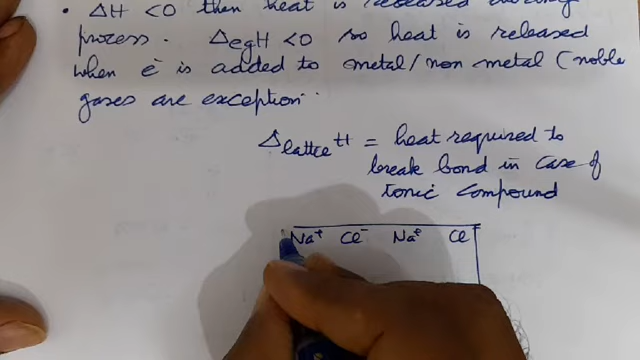 • ΔH <0 then heat is released during
process. ΔegH <0 so heat is released
when e⁻ is added to metal/non metal (noble
gases are exception.
Δlattice H = heat required to
break bond in case of
ionic compound
Na⁺ Cl⁻ Na⁺ Cl